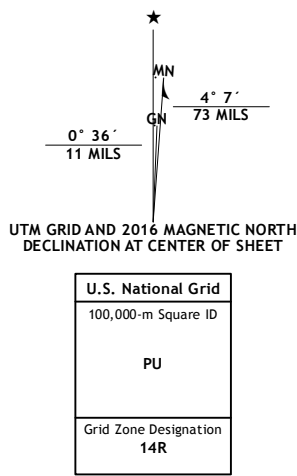 ★
MN
GN
4° 7´
73 MILS
0° 36´
11 MILS
UTM GRID AND 2016 MAGNETIC NORTH
DECLINATION AT CENTER OF SHEET
U.S. National Grid
100,000-m Square ID
PU
Grid Zone Designation
14R